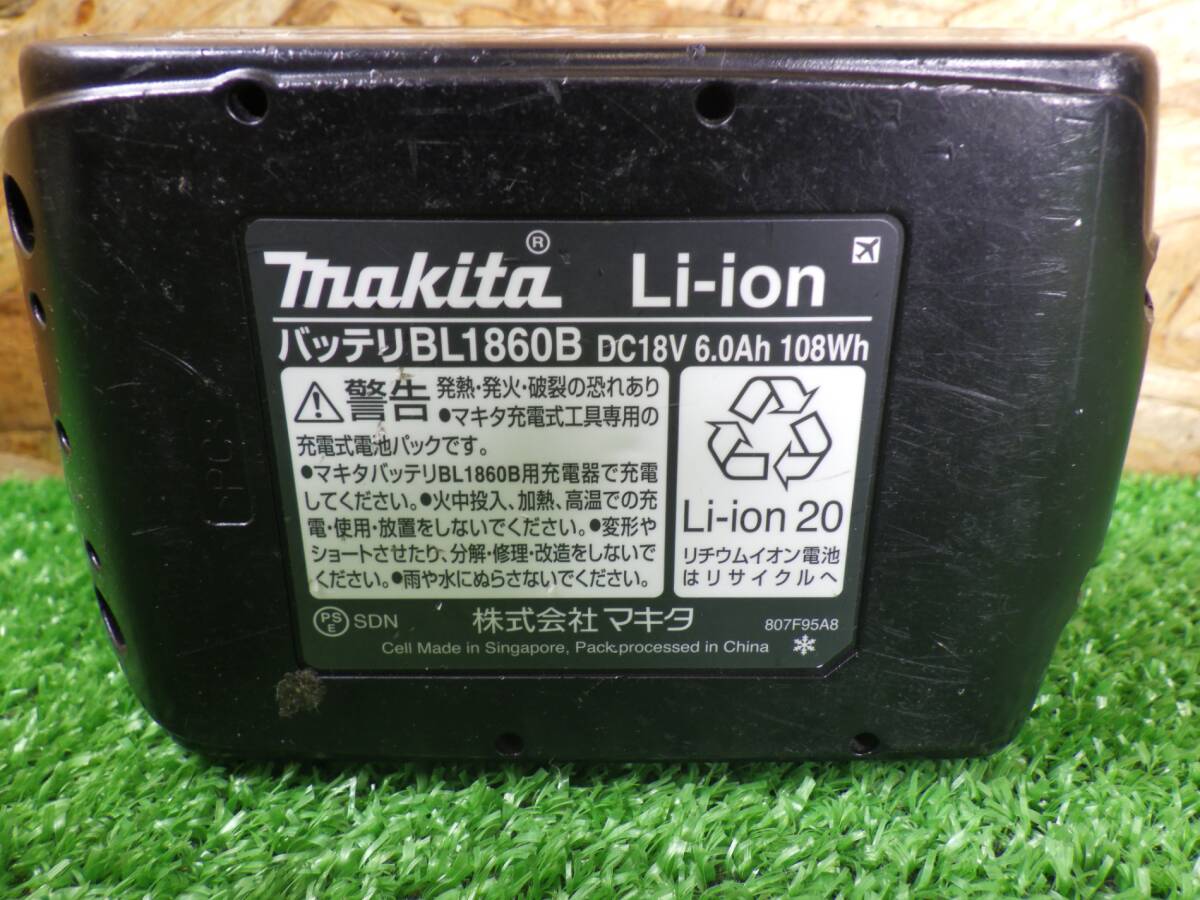 makita® Li-ion
バッテリBL1860B DC18V 6.0Ah 108Wh
警告 発熱・発火・破裂の恐れあり
●マキタ充電式工具専用の
充電式電池パックです。
●マキタバッテリBL1860B用充電器で充電
してください。●火中投入、加熱、高温での充
電・使用・放置をしないでください。●変形や
ショートさせたり、分解・修理・改造をしないで
ください。●雨や水にぬらさないでください。
Li-ion 20
リチウムイオン電池
はリサイクルへ
PSE SDN 株式会社 マキタ 807F95A8
Cell Made in Singapore, Pack processed in China